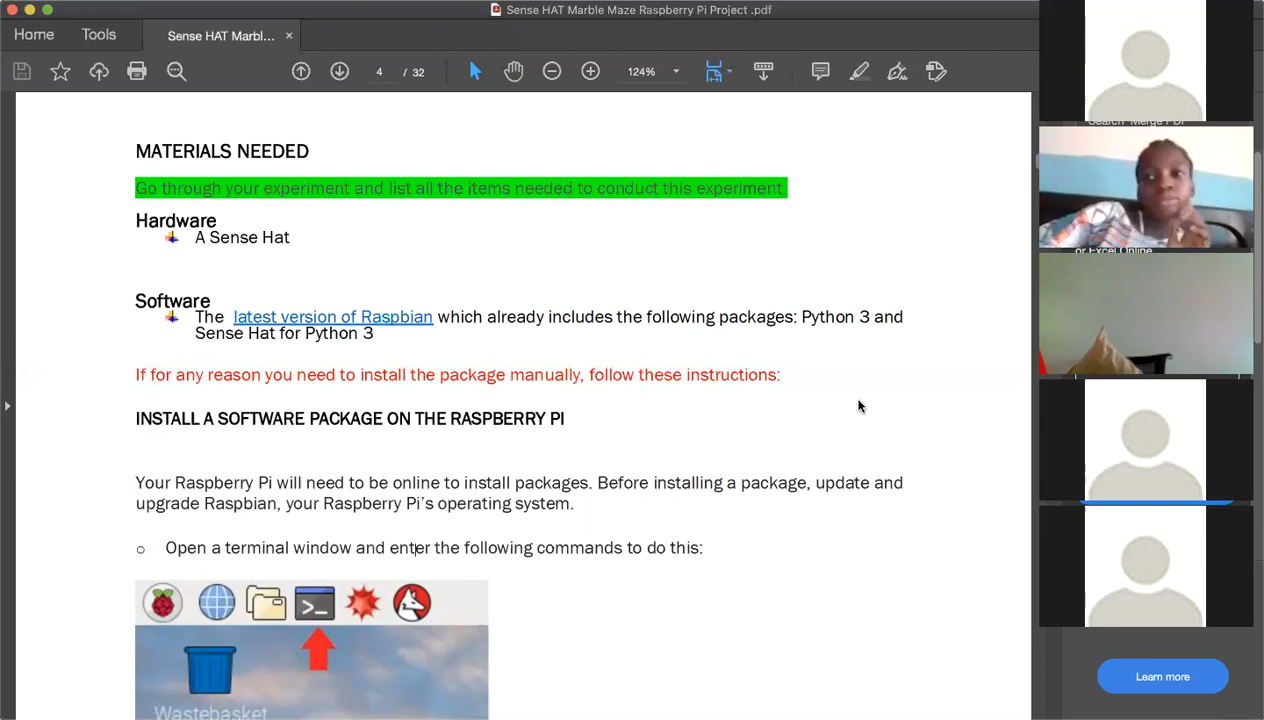 Sense HAT Marble Maze Raspberry Pi Project .pdf
Home Tools Sense HAT Marbl... ×
4 / 32 124%
MATERIALS NEEDED
Go through your experiment and list all the items needed to conduct this experiment.
Hardware
A Sense Hat
Software
The latest version of Raspbian which already includes the following packages: Python 3 and
Sense Hat for Python 3
If for any reason you need to install the package manually, follow these instructions:
INSTALL A SOFTWARE PACKAGE ON THE RASPBERRY PI
Your Raspberry Pi will need to be online to install packages. Before installing a package, update and
upgrade Raspbian, your Raspberry Pi’s operating system.
o Open a terminal window and enter the following commands to do this:
>_
Wastebasket
or Excel Online
Learn more